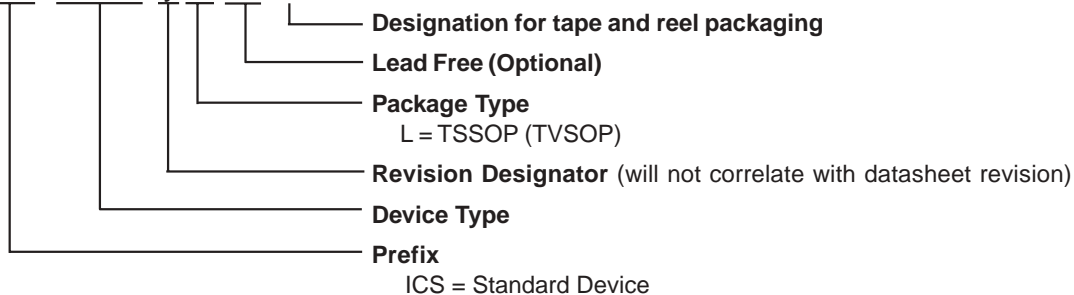 Designation for tape and reel packaging
Lead Free (Optional)
Package Type
L = TSSOP (TVSOP)
Revision Designator (will not correlate with datasheet revision)
Device Type
Prefix
ICS = Standard Device